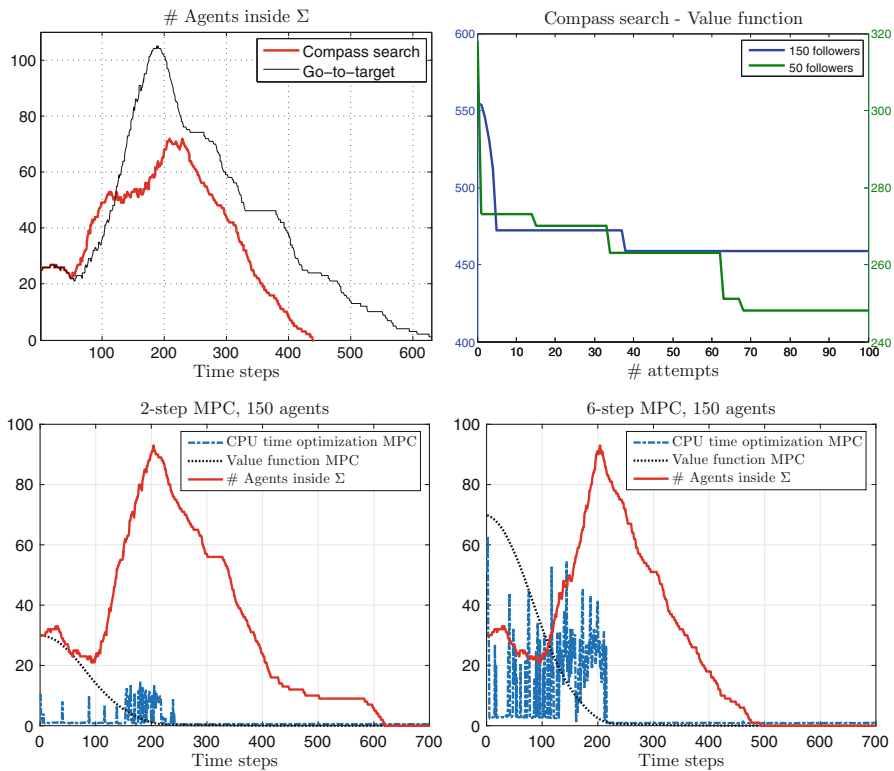 # Agents inside Σ
Compass search
Go−to−target
100
80
60
40
20
0
100 200 300 400 500 600
Time steps
Compass search - Value function
150 followers
50 followers
600
550
500
450
400
320
300
280
260
240
0 10 20 30 40 50 60 70 80 90 100
# attempts
2-step MPC, 150 agents
CPU time optimization MPC
Value function MPC
# Agents inside Σ
100
80
60
40
20
0
0 100 200 300 400 500 600 700
Time steps
6-step MPC, 150 agents
CPU time optimization MPC
Value function MPC
# Agents inside Σ
100
80
60
40
20
0
0 100 200 300 400 500 600 700
Time steps